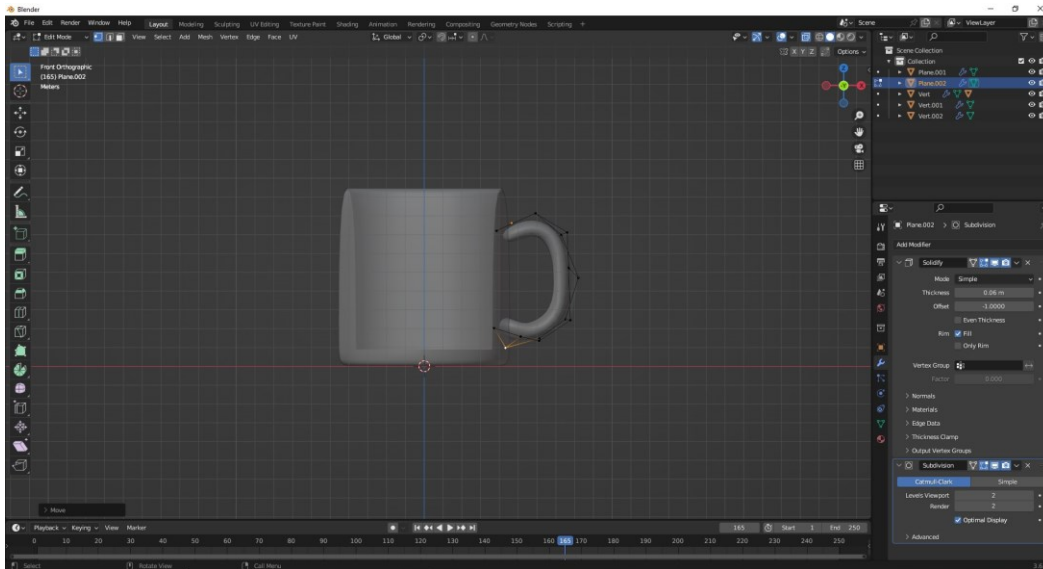 Blender
File Edit Render Window Help Layout Modeling Sculpting UV Editing Texture Paint Shading Animation Rendering Compositing Geometry Nodes Scripting + Scene ViewLayer
Edit Mode View Select Add Mesh Vertex Edge Face UV Global
X Y Z Options
Front Orthographic
(165) Plane.002
Meters
Z
X
Scene Collection
Collection
Plane.001
Plane.002
Vert
Vert.001
Vert.002
Plane.002 > Subdivision
Add Modifier
Solidify
Mode Simple
Thickness 0.06 m
Offset -1.0000
Even Thickness
Rim Fill
Only Rim
Vertex Group
Factor 0.000
> Normals
> Materials
> Edge Data
> Thickness Clamp
> Output Vertex Groups
Subdivision
Catmull-Clark Simple
Levels Viewport 2
Render 2
Optimal Display
> Advanced
> Move
Playback Keying View Marker 165 Start 1 End 250
0 10 20 30 40 50 60 70 80 90 100 110 120 130 140 150 160 165 170 180 190 200 210 220 230 240 250
Select Rotate View Call Menu